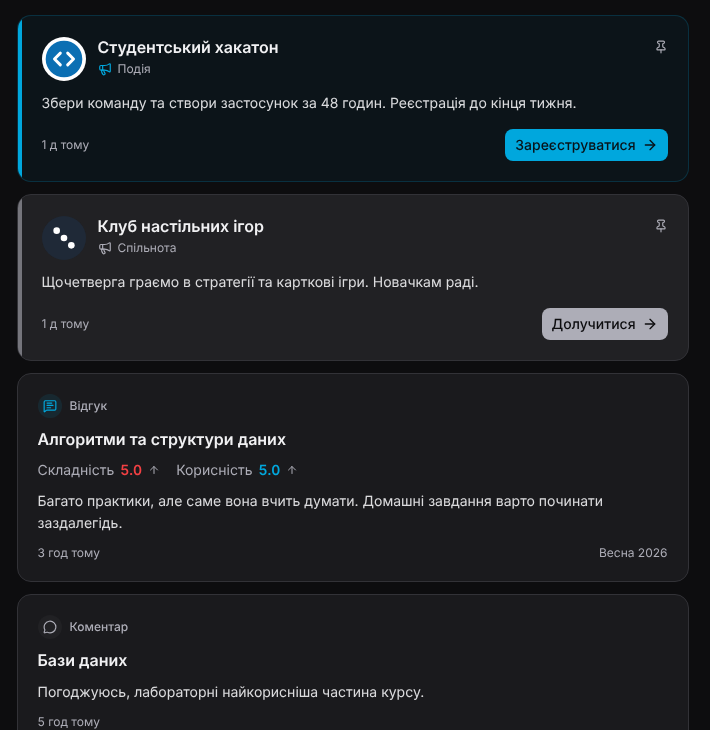 Студентський хакатон
Подія
Збери команду та створи застосунок за 48 годин. Реєстрація до кінця тижня.
1 д тому
Зареєструватися →
Клуб настільних ігор
Спільнота
Щочетверга граємо в стратегії та карткові ігри. Новачкам раді.
1 д тому
Долучитися →
Відгук
Алгоритми та структури даних
Складність 5.0 ↑ Корисність 5.0 ↑
Багато практики, але саме вона вчить думати. Домашні завдання варто починати
заздалегідь.
3 год тому
Весна 2026
Коментар
Бази даних
Погоджуюсь, лабораторні найкорисніша частина курсу.
5 год тому